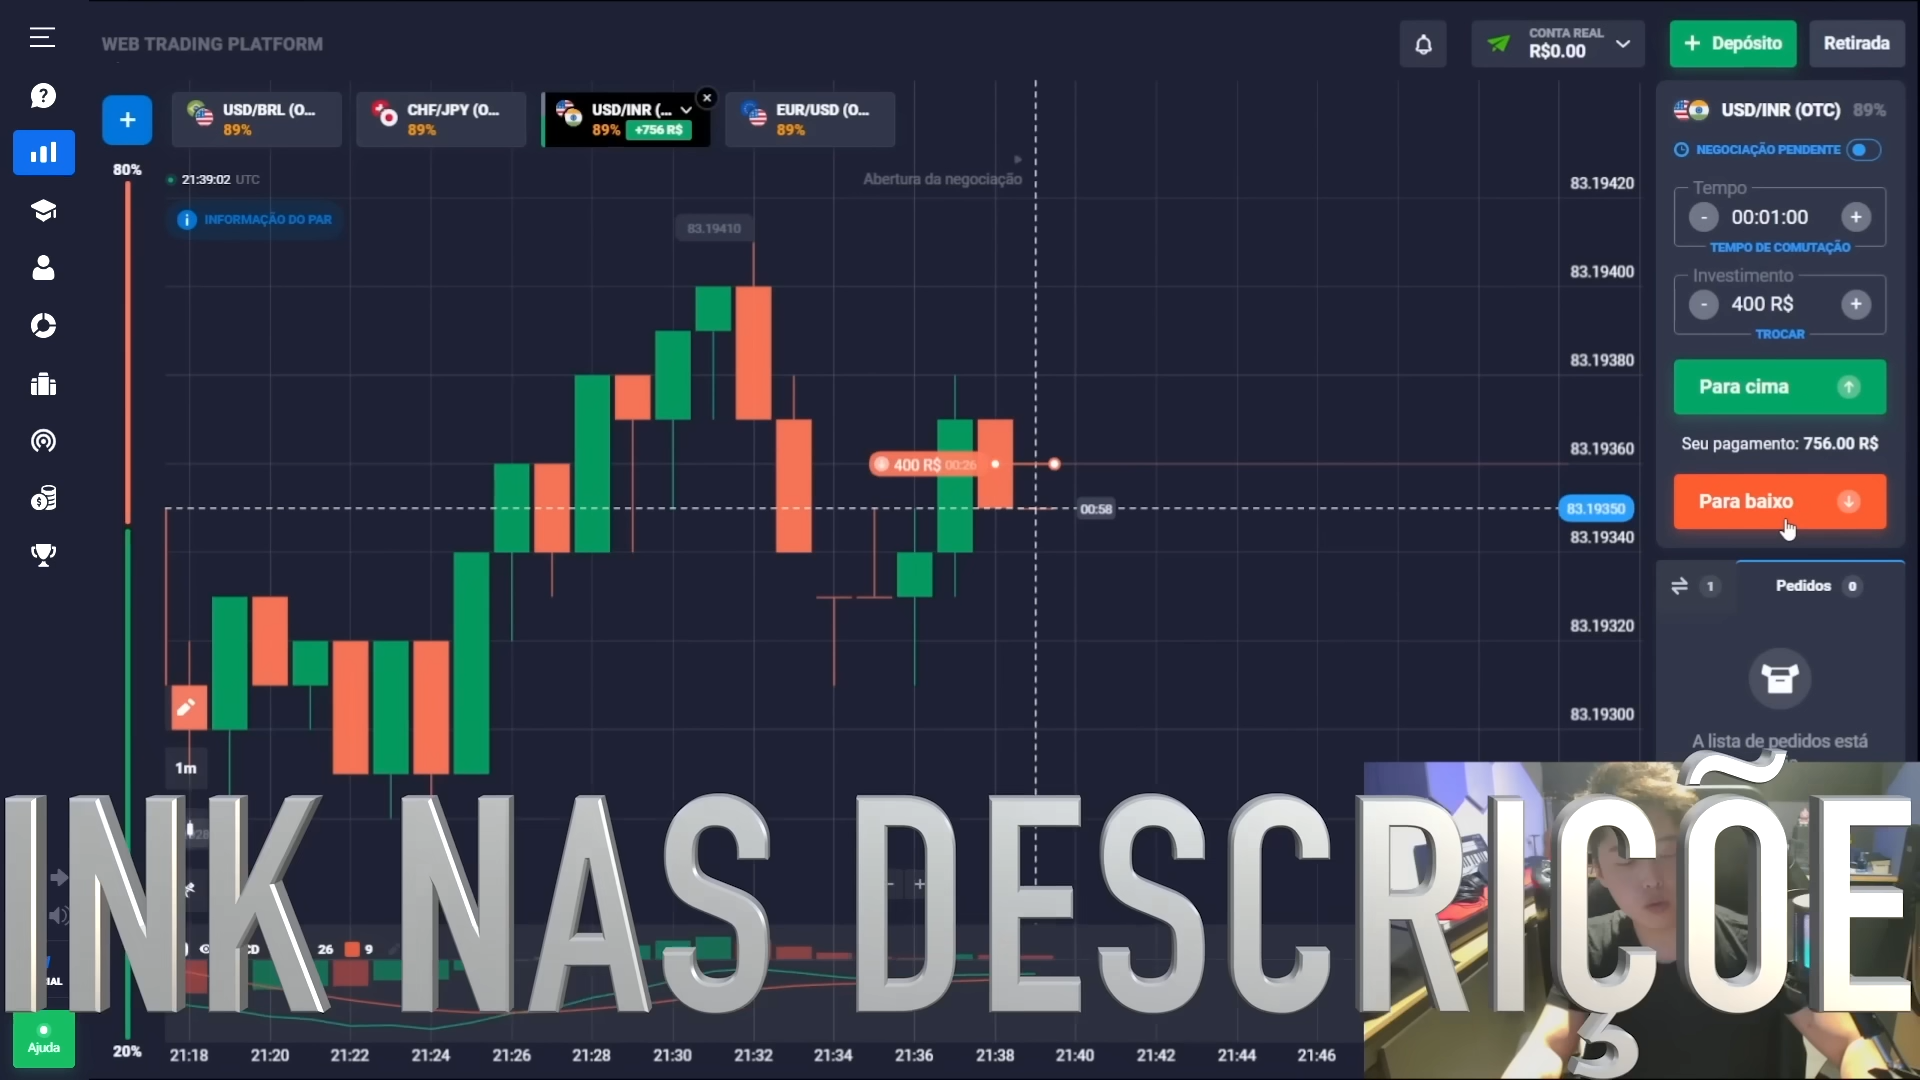 WEB TRADING PLATFORM
CONTA REAL
R$0.00
+ Depósito
Retirada
USD/BRL (O...
89%
CHF/JPY (O...
89%
USD/INR (...
89% +756 R$
EUR/USD (O...
89%
USD/INR (OTC) 89%
NEGOCIAÇÃO PENDENTE
80%
21:39:02 UTC
Abertura da negociação
INFORMAÇÃO DO PAR
83.19410
83.19420
83.19400
83.19380
83.19360
83.19350
83.19340
83.19320
83.19300
Tempo
- 00:01:00 +
TEMPO DE COMUTAÇÃO
Investimento
- 400 R$ +
TROCAR
Para cima
Seu pagamento: 756.00 R$
Para baixo
400 R$ 00:26
00:58
1
Pedidos 0
A lista de pedidos está
1m
INK NAS DESCRIÇÕE
26 9
Ajuda
20%
21:18 21:20 21:22 21:24 21:26 21:28 21:30 21:32 21:34 21:36 21:38 21:40 21:42 21:44 21:46